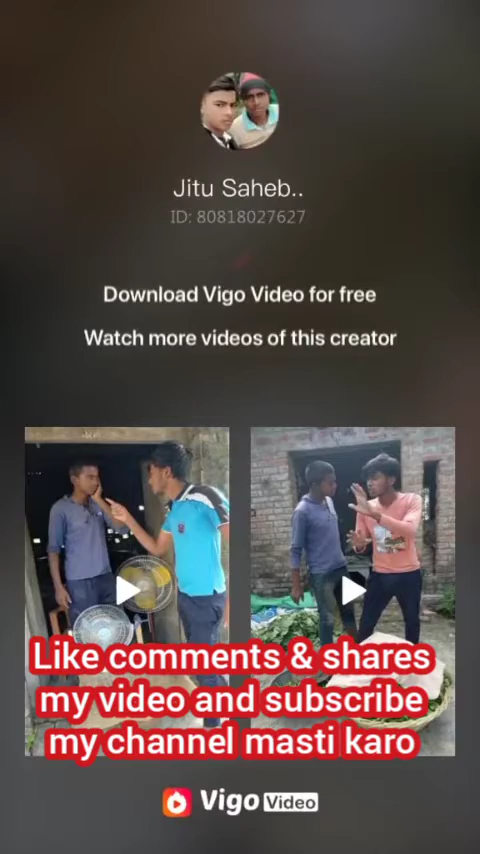 Jitu Saheb..
ID: 80818027627
Download Vigo Video for free
Watch more videos of this creator
Like comments & shares
my video and subscribe
my channel masti karo
Vigo Video